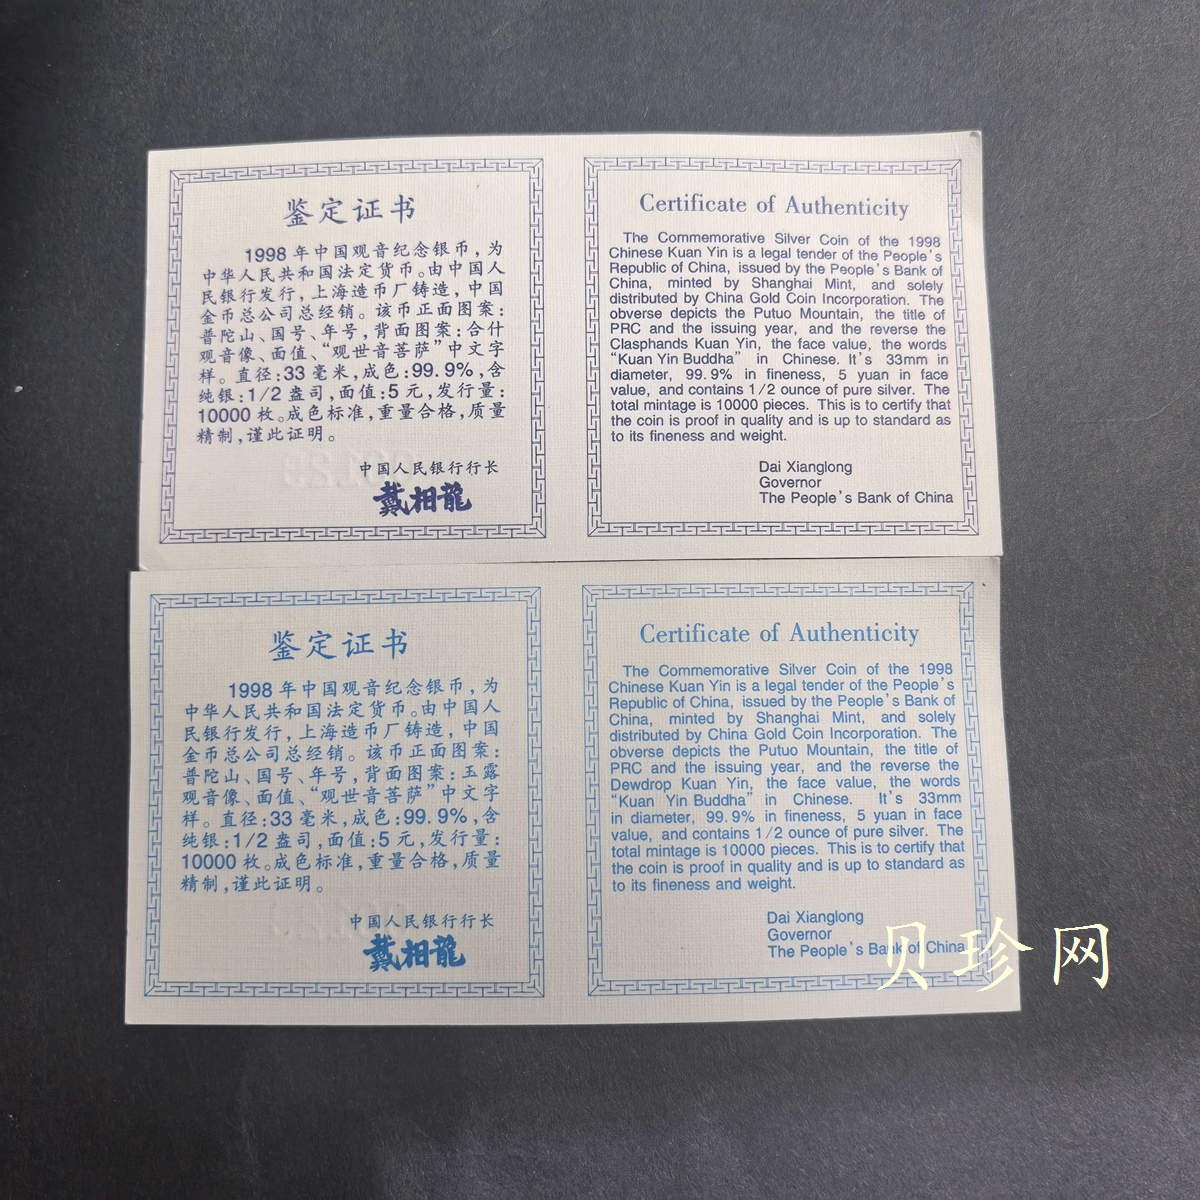 鉴定证书
1998年中国观音纪念银币，为
中华人民共和国法定货币。由中国人
民银行发行，上海造币厂铸造，中国
金币总公司总经销。该币正面图案：
普陀山、国号、年号，背面图案：合什
观音像、面值、“观世音菩萨”中文字
样。直径：33毫米，成色：99.9%，含
纯银：1/2盎司，面值：5元，发行量：
10000枚。成色标准，重量合格，质量
精制，谨此证明。
中国人民银行行长
戴相龍
Certificate of Authenticity
The Commemorative Silver Coin of the 1998
Chinese Kuan Yin is a legal tender of the People's
Republic of China, issued by the People's Bank of
China, minted by Shanghai Mint, and solely
distributed by China Gold Coin Incorporation. The
obverse depicts the Putuo Mountain, the title of
PRC and the issuing year, and the reverse the
Clasphands Kuan Yin, the face value, the words
“Kuan Yin Buddha” in Chinese. It's 33mm in
diameter, 99.9% in fineness, 5 yuan in face
value, and contains 1/2 ounce of pure silver. The
total mintage is 10000 pieces. This is to certify that
the coin is proof in quality and is up to standard as
to its fineness and weight.
Dai Xianglong
Governor
The People's Bank of China
鉴定证书
1998年中国观音纪念银币，为
中华人民共和国法定货币。由中国人
民银行发行，上海造币厂铸造，中国
金币总公司总经销。该币正面图案：
普陀山、国号、年号，背面图案：玉露
观音像、面值、“观世音菩萨”中文字
样。直径：33毫米，成色：99.9%，含
纯银：1/2盎司，面值：5元，发行量：
10000枚。成色标准，重量合格，质量
精制，谨此证明。
中国人民银行行长
戴相龍
Certificate of Authenticity
The Commemorative Silver Coin of the 1998
Chinese Kuan Yin is a legal tender of the People's
Republic of China, issued by the People's Bank of
China, minted by Shanghai Mint, and solely
distributed by China Gold Coin Incorporation. The
obverse depicts the Putuo Mountain, the title of
PRC and the issuing year, and the reverse the
Dewdrop Kuan Yin, the face value, the words
“Kuan Yin Buddha” in Chinese. It's 33mm
in diameter, 99.9% in fineness, 5 yuan in face
value, and contains 1/2 ounce of pure silver. The
total mintage is 10000 pieces. This is to certify that
the coin is proof in quality and is up to standard as
to its fineness and weight.
Dai Xianglong
Governor
The People's Bank of China
贝珍网